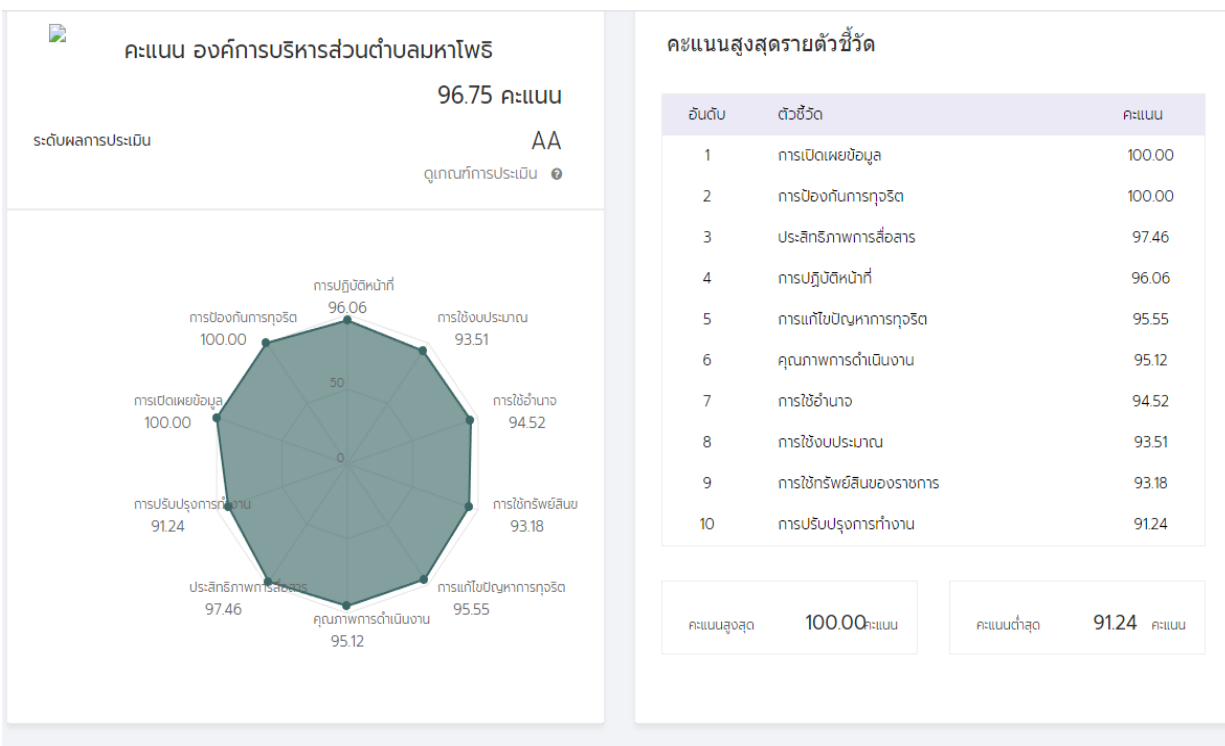 คะแนน องค์การบริหารส่วนตำบลมหาโพธิ
96.75 คะแนน
ระดับผลการประเมิน AA
ดูเกณฑ์การประเมิน
การปฏิบัติหน้าที่
96.06
การใช้งบประมาณ
93.51
การใช้อำนาจ
94.52
การใช้ทรัพย์สินข
93.18
การแก้ไขปัญหาการทุจริต
95.55
คุณภาพการดำเนินงาน
95.12
ประสิทธิภาพการสื่อสาร
97.46
การปรับปรุงการทำงาน
91.24
การเปิดเผยข้อมูล
100.00
การป้องกันการทุจริต
100.00
50
0
คะแนนสูงสุดรายตัวชี้วัด
อันดับ ตัวชี้วัด คะแนน
1 การเปิดเผยข้อมูล 100.00
2 การป้องกันการทุจริต 100.00
3 ประสิทธิภาพการสื่อสาร 97.46
4 การปฏิบัติหน้าที่ 96.06
5 การแก้ไขปัญหาการทุจริต 95.55
6 คุณภาพการดำเนินงาน 95.12
7 การใช้อำนาจ 94.52
8 การใช้งบประมาณ 93.51
9 การใช้ทรัพย์สินของราชการ 93.18
10 การปรับปรุงการทำงาน 91.24
คะแนนสูงสุด 100.00 คะแนน
คะแนนต่ำสุด 91.24 คะแนน